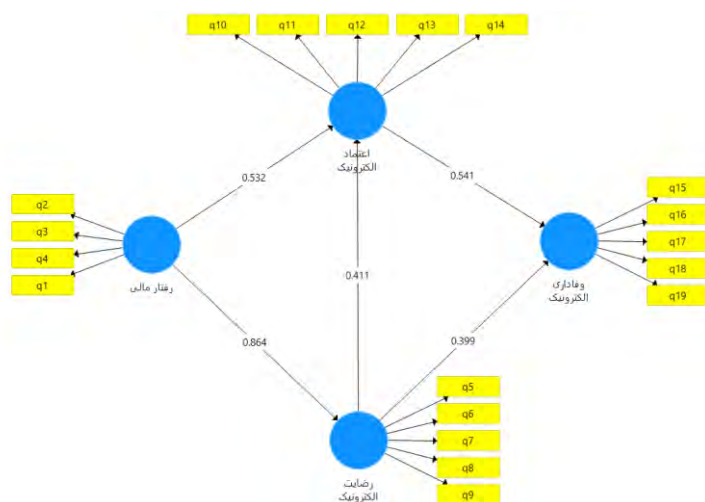 q10
q11
q12
q13
q14
اعتماد
الکترونیک
0.532
0.541
q15
q16
q17
q18
q19
q2
q3
q4
q1
رفتار مالی
وفاداری
الکترونیک
0.411
0.864
0.399
q5
q6
q7
q8
q9
رضایت
الکترونیک